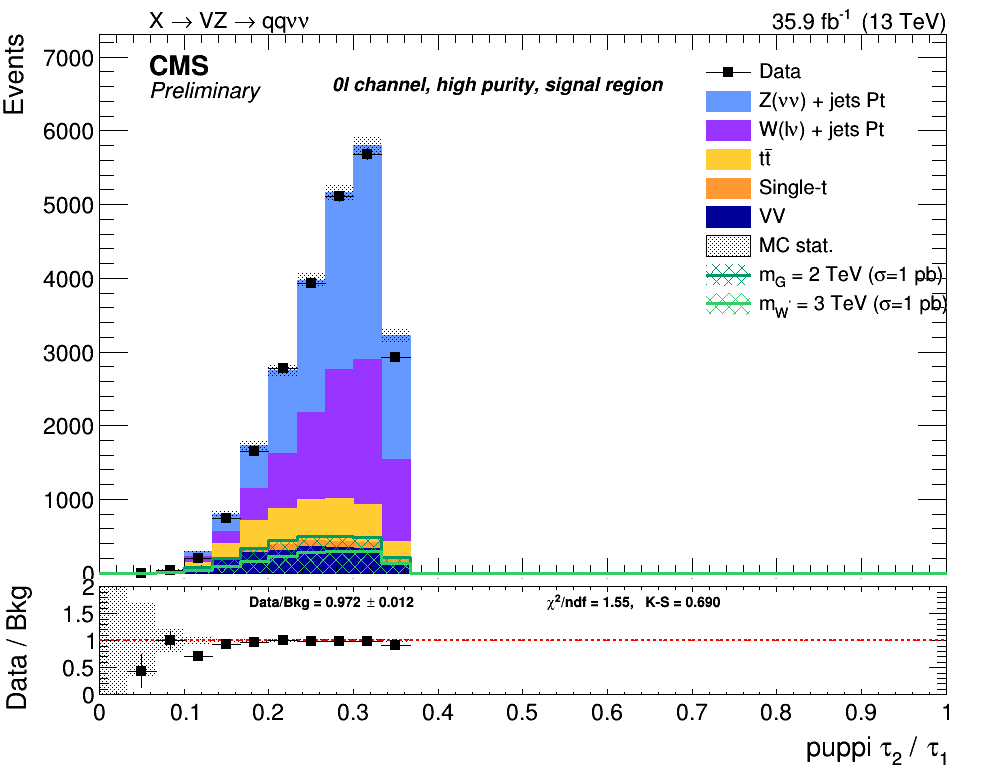 X → VZ → qqνν
35.9 fb⁻¹ (13 TeV)
Events
7000
6000
5000
4000
3000
2000
1000
0
CMS
Preliminary
0l channel, high purity, signal region
Data
Z(νν) + jets Pt
W(lν) + jets Pt
tt̄
Single-t
VV
MC stat.
m_G = 2 TeV (σ=1 pb)
m_W' = 3 TeV (σ=1 pb)
Data / Bkg
2
1.5
1
0.5
0
Data/Bkg = 0.972 ± 0.012
χ²/ndf = 1.55, K-S = 0.690
0 0.1 0.2 0.3 0.4 0.5 0.6 0.7 0.8 0.9 1
puppi τ₂ / τ₁